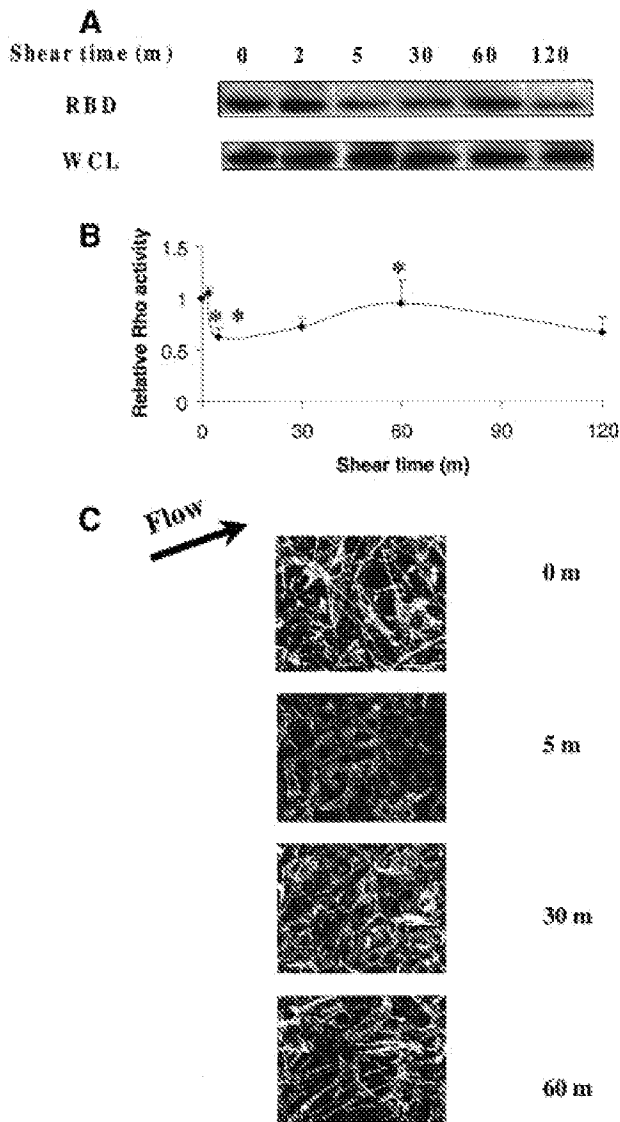 A
Shear time (m) 0 2 5 30 60 120
RBD
WCL
B
Relative Rho activity
1.5
1
0.5
0
* *
*
0 30 60 90 120
Shear time (m)
C
Flow
0 m
5 m
30 m
60 m